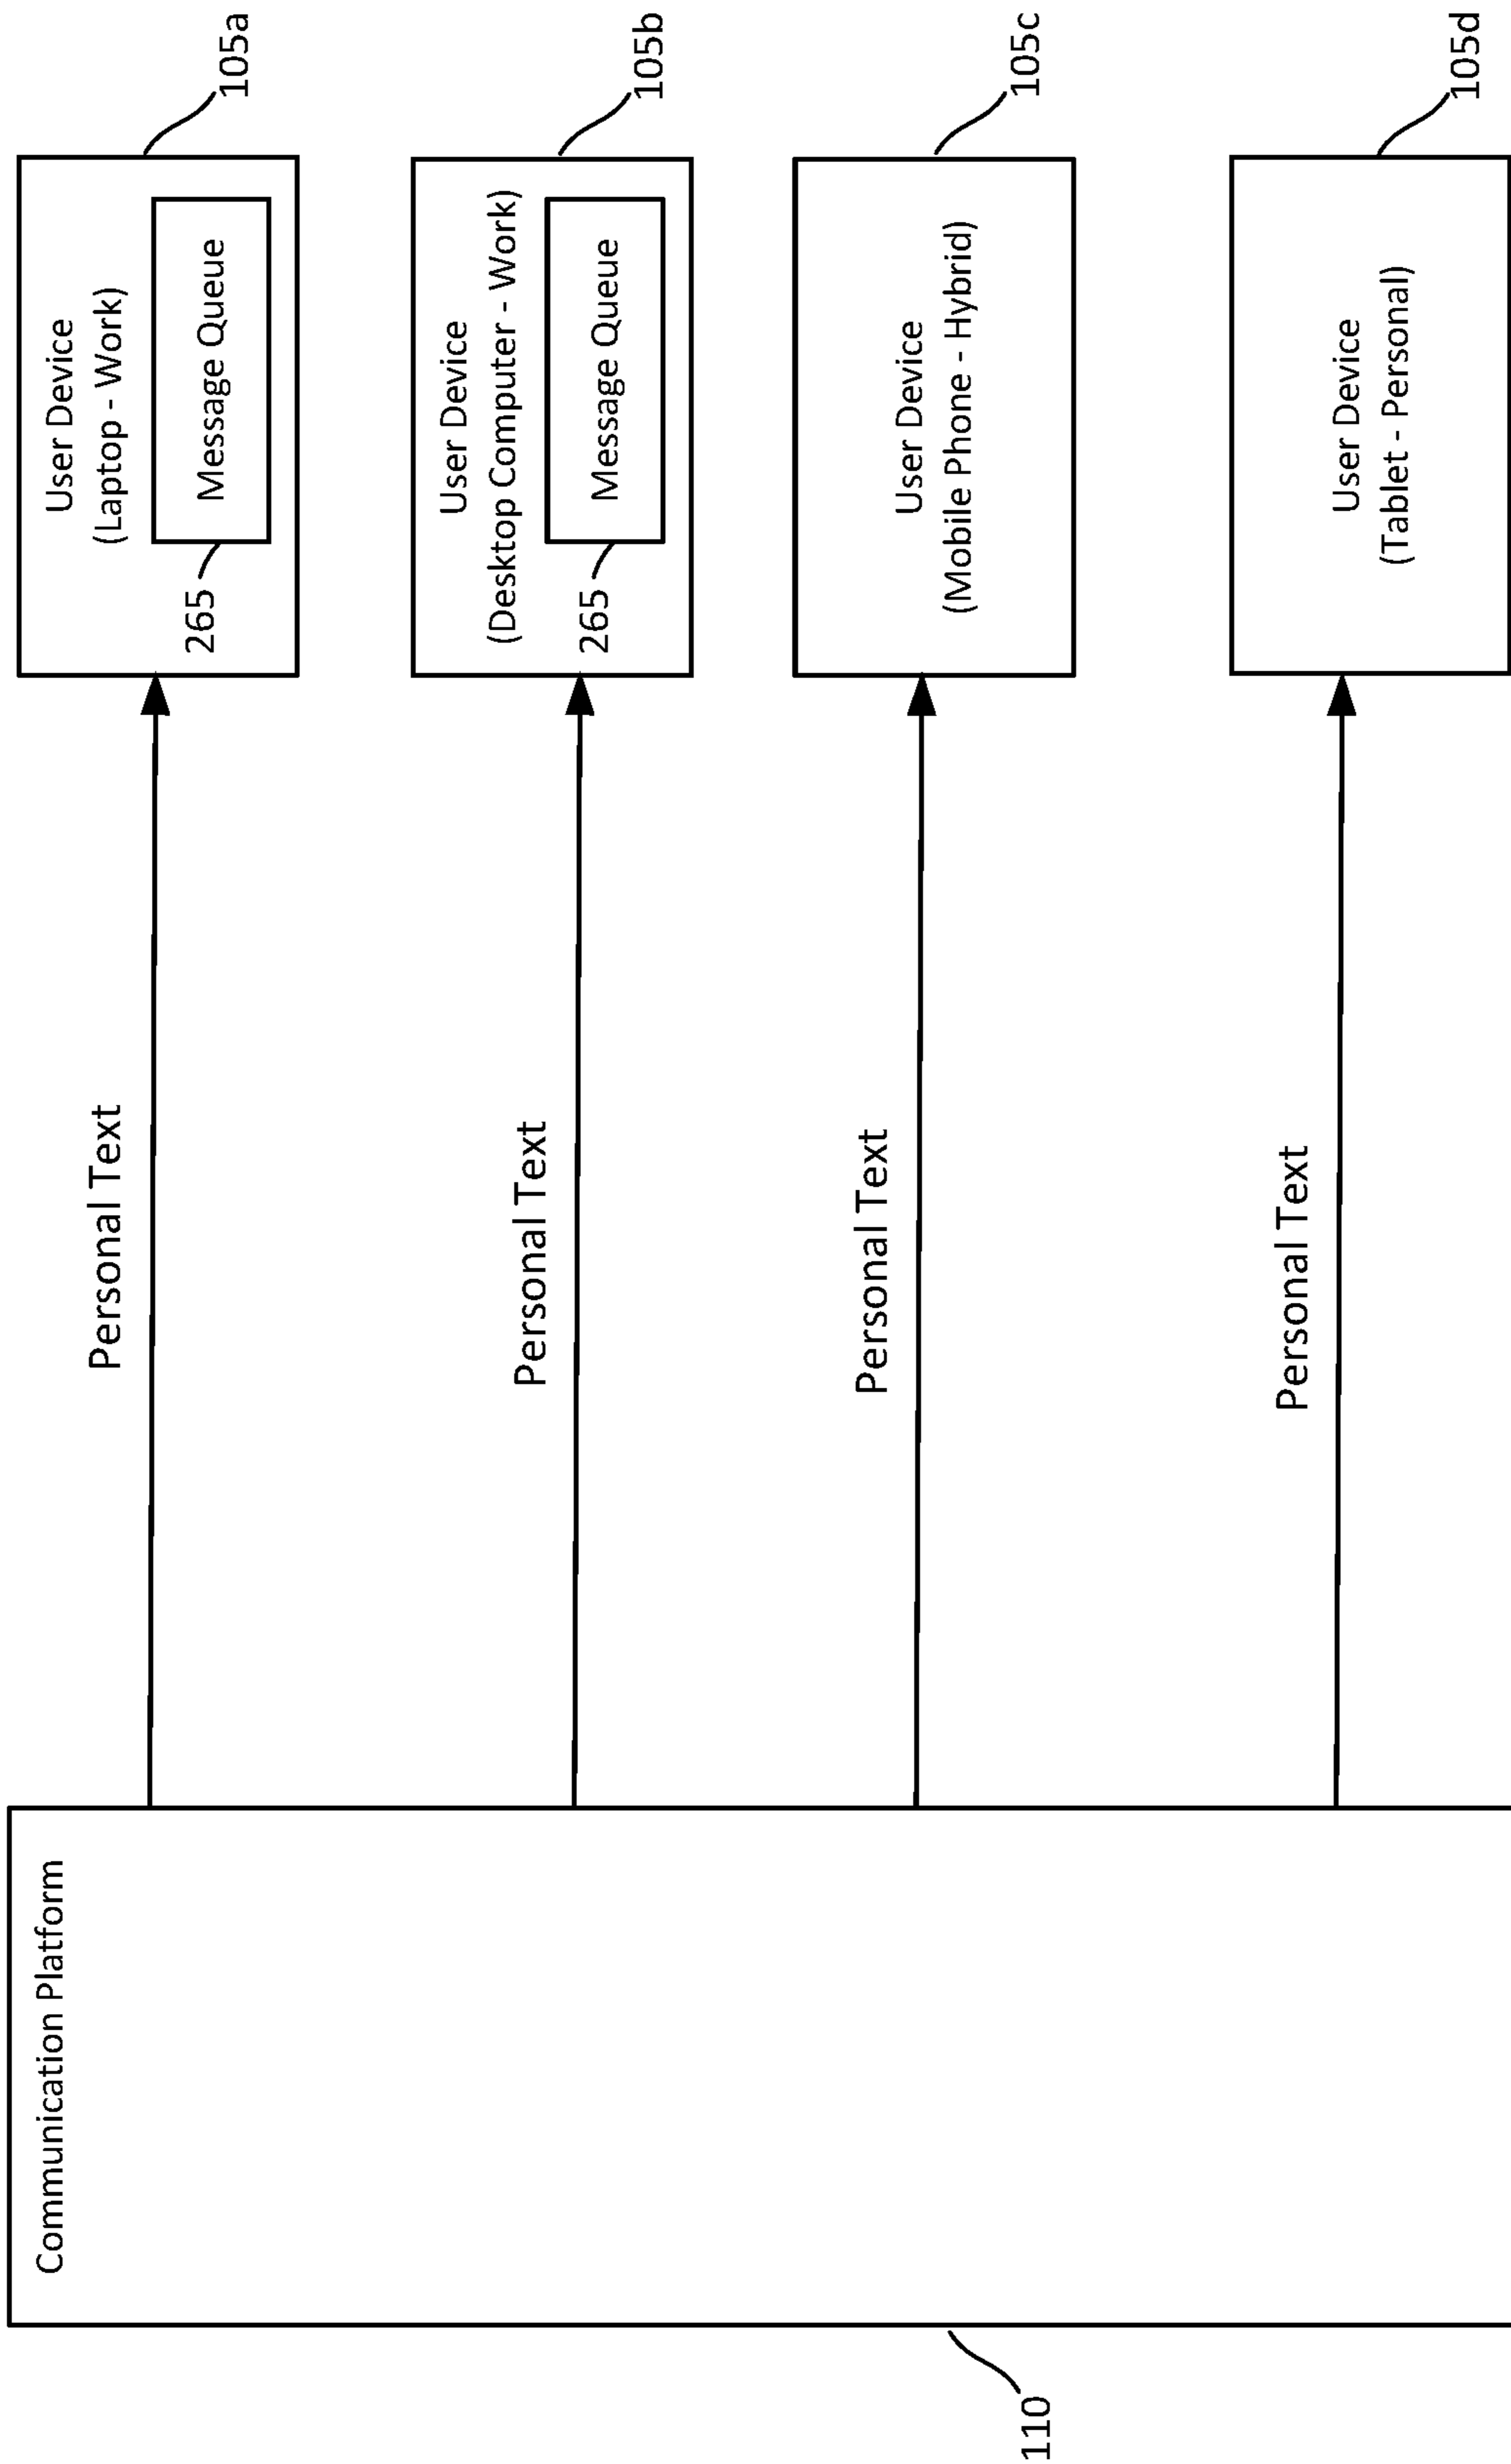 Communication Platform
110
Personal Text
User Device
(Laptop - Work)
Message Queue
265
105a
Personal Text
User Device
(Desktop Computer - Work)
Message Queue
265
105b
Personal Text
User Device
(Mobile Phone - Hybrid)
105c
Personal Text
User Device
(Tablet - Personal)
105d